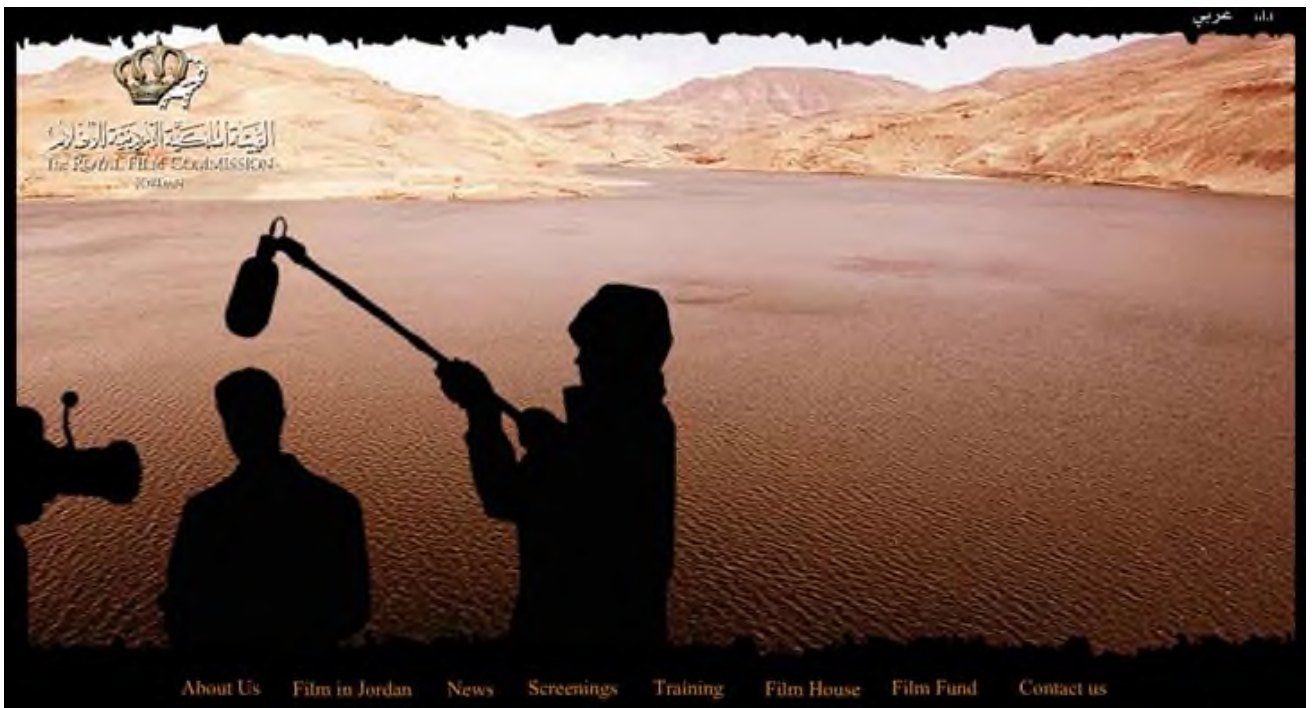 عربي
الهيئة الملكية الأردنية للأفلام
The Royal Film Commission
JORDAN
About Us Film in Jordan News Screenings Training Film House Film Fund Contact us